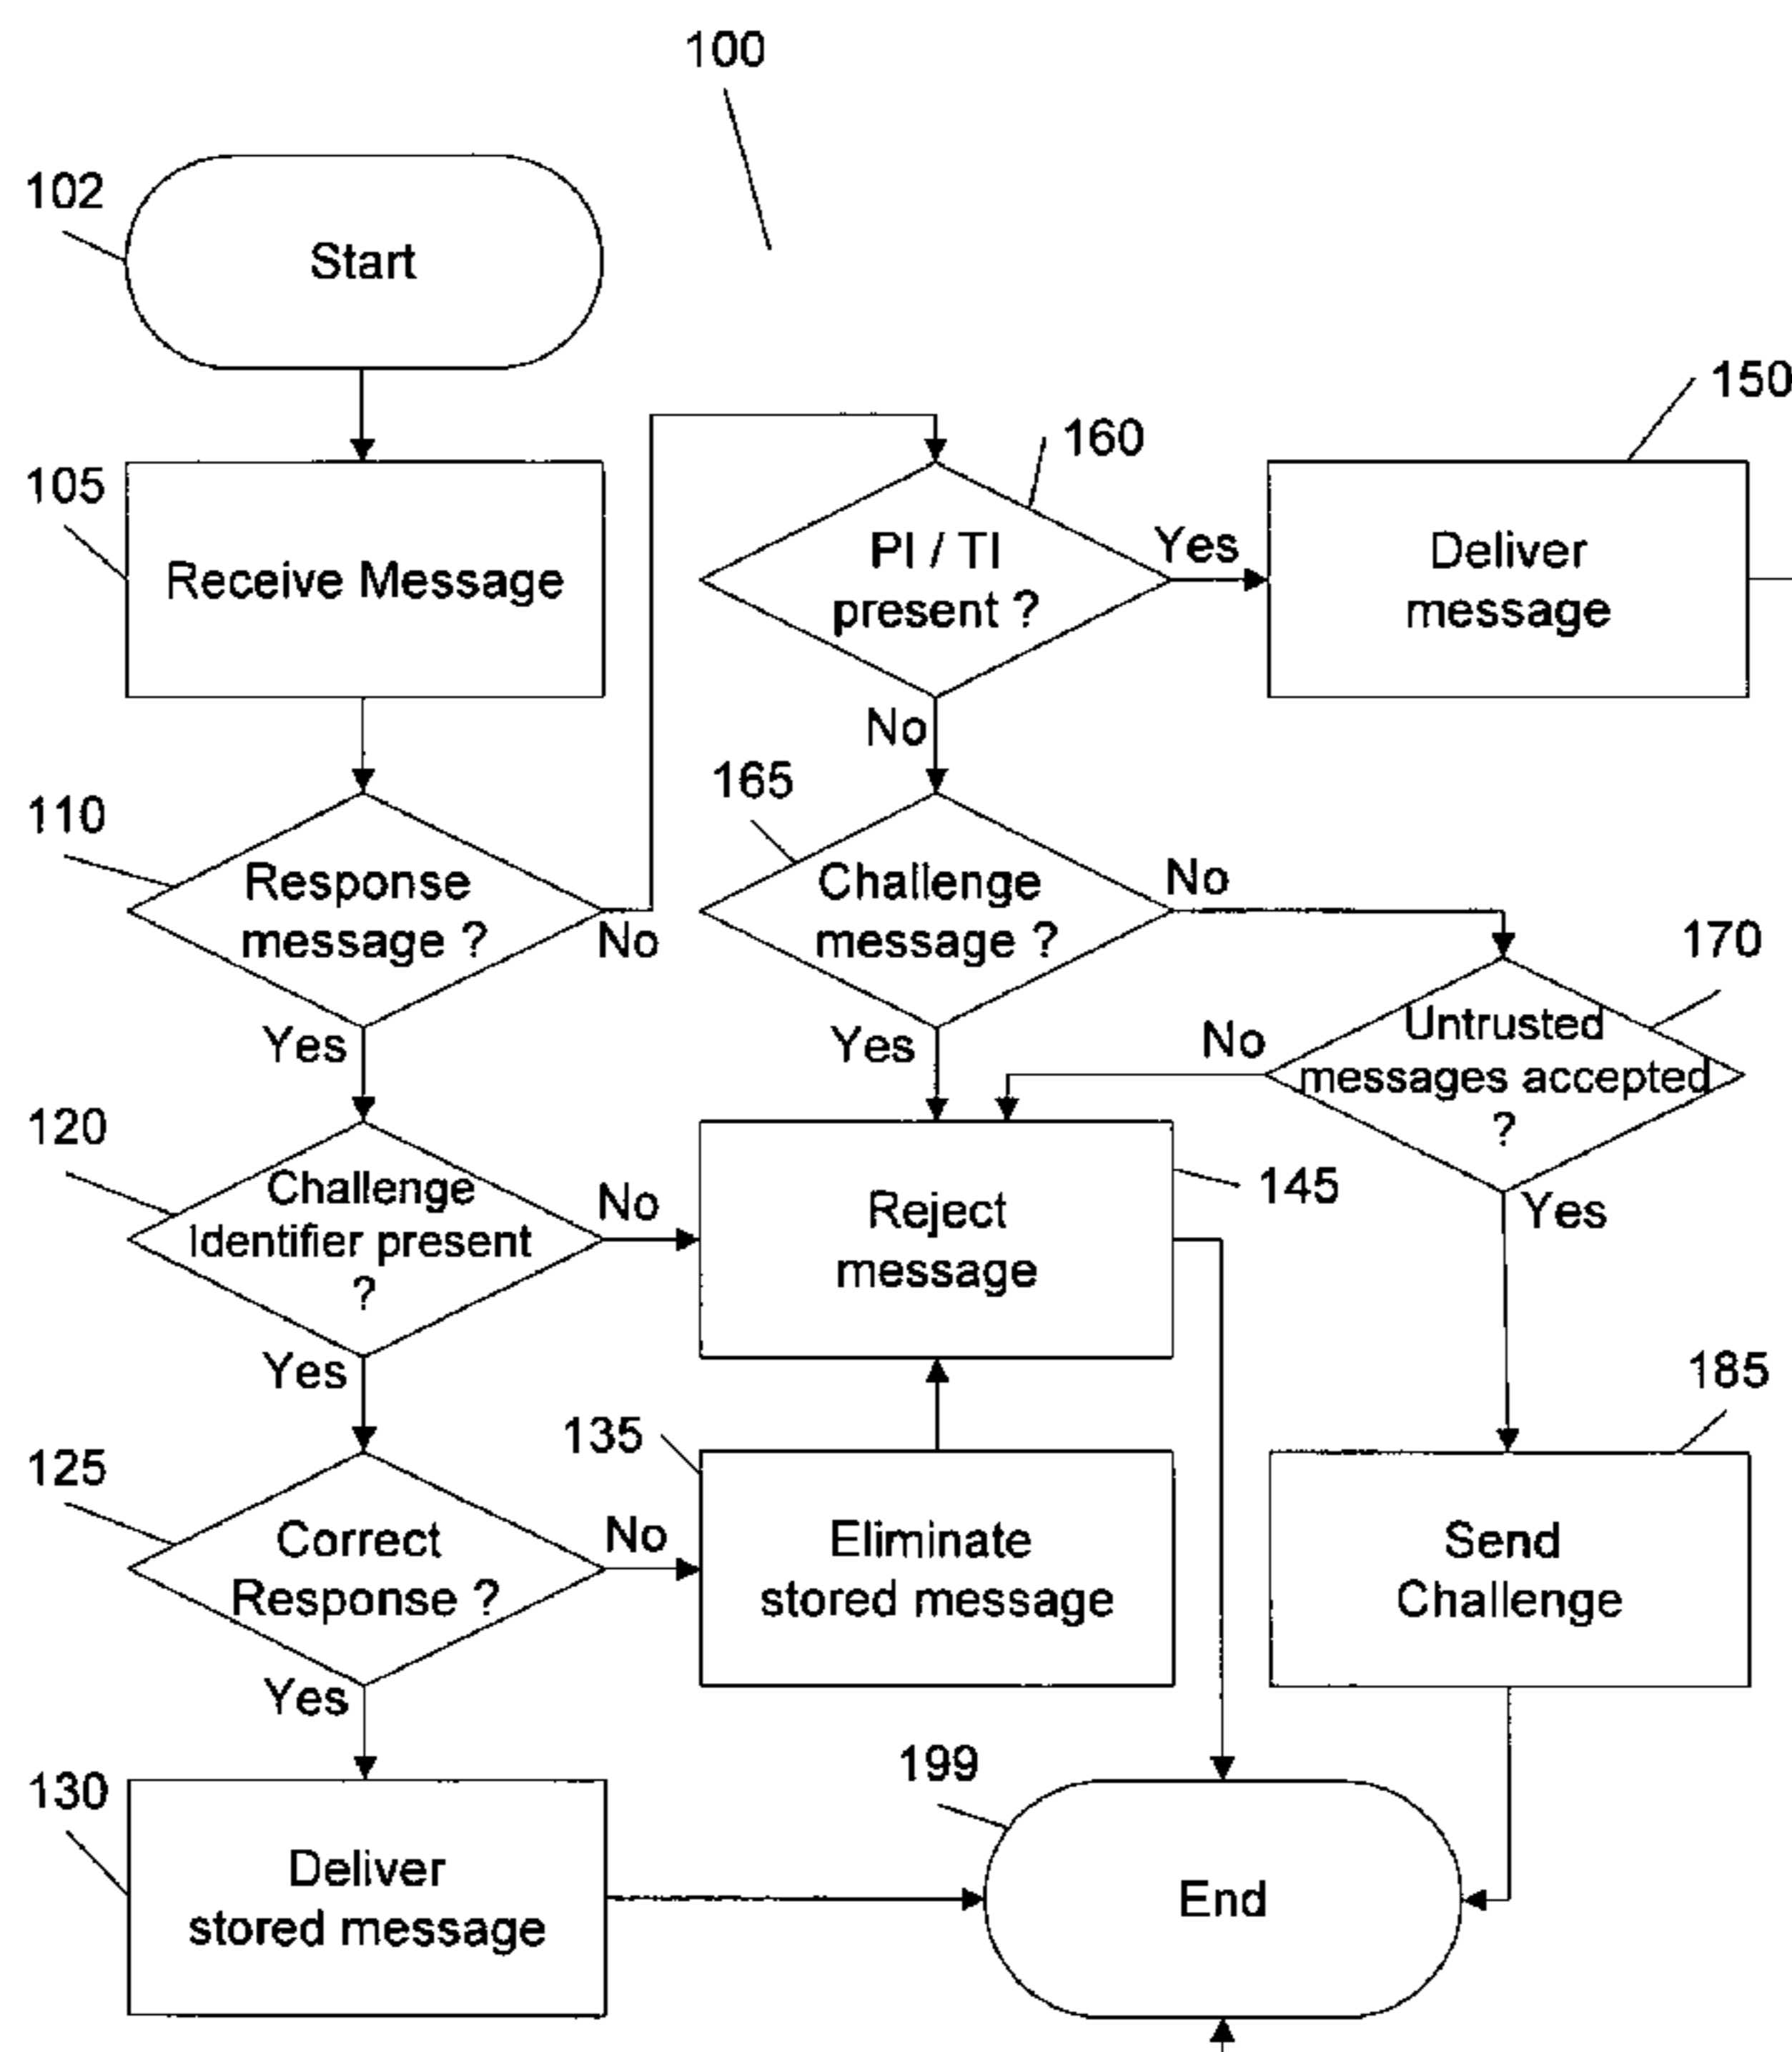 100
102
Start
105
Receive Message
150
160
PI / TI
present ?
Yes
Deliver
message
No
110
Response
message ?
No
Yes
165
Challenge
message ?
No
Yes
170
Untrusted
messages accepted
?
No
Yes
120
Challenge
Identifier present
?
No
Yes
Reject
message
145
125
Correct
Response ?
No
Yes
135
Eliminate
stored message
185
Send
Challenge
130
Deliver
stored message
199
End